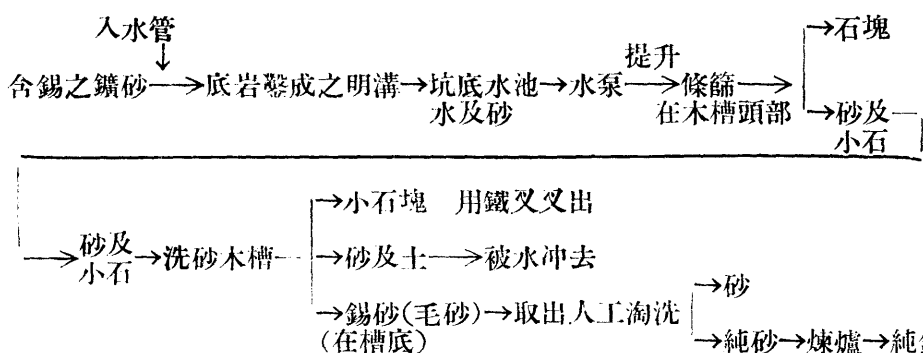 入水管
含錫之鑛砂→底岩鑿成之明溝→坑底水池→水泵→條篩→石塊
提升
水及砂
在木槽頭部
砂及
小石
砂及
小石
→洗砂木槽
→小石塊 用鐵叉叉出
→砂及土→被水冲去
→錫砂(毛砂)→取出人工淘洗
(在槽底)
→砂
→純砂→煉爐→純